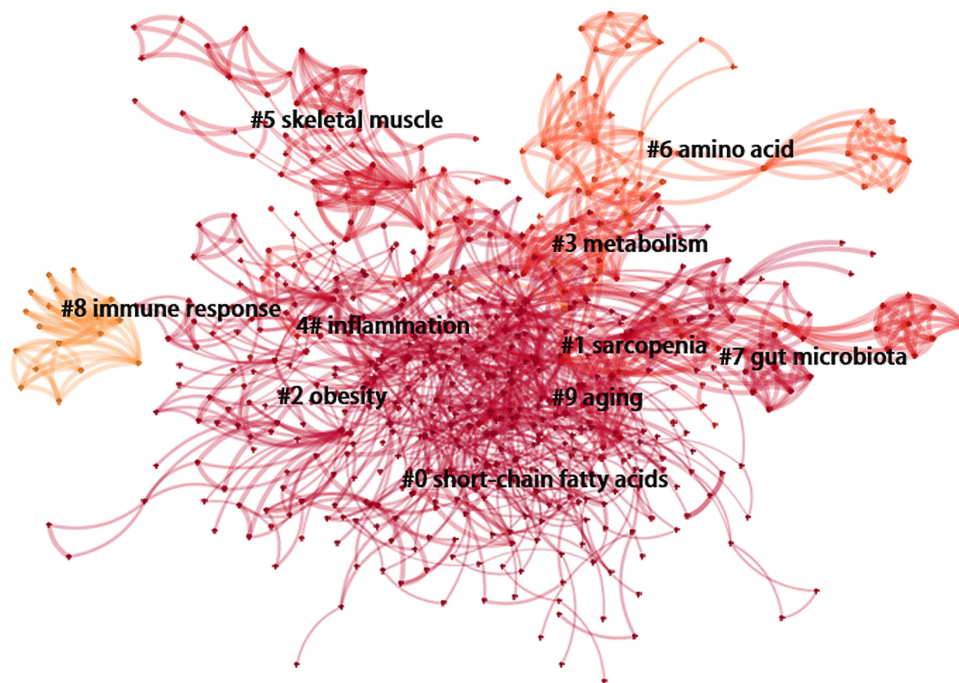 #5 skeletal muscle
#6 amino acid
#3 metabolism
#8 immune response
4# inflammation
#1 sarcopenia
#7 gut microbiota
#2 obesity
#9 aging
#0 short-chain fatty acids